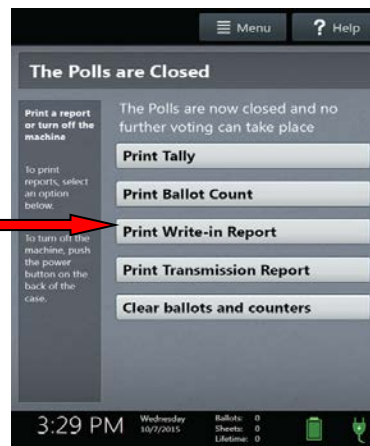 Menu
? Help
The Polls are Closed
Print a report
or turn off the
machine
To print
reports, select
an option
below.
To turn off the
machine, push
the power
button on the
back of the
case.
The Polls are now closed and no
further voting can take place
Print Tally
Print Ballot Count
Print Write-in Report
Print Transmission Report
Clear ballots and counters
3:29 PM
Wednesday
10/7/2015
Ballots: 0
Sheets: 0
Lifetime: 0